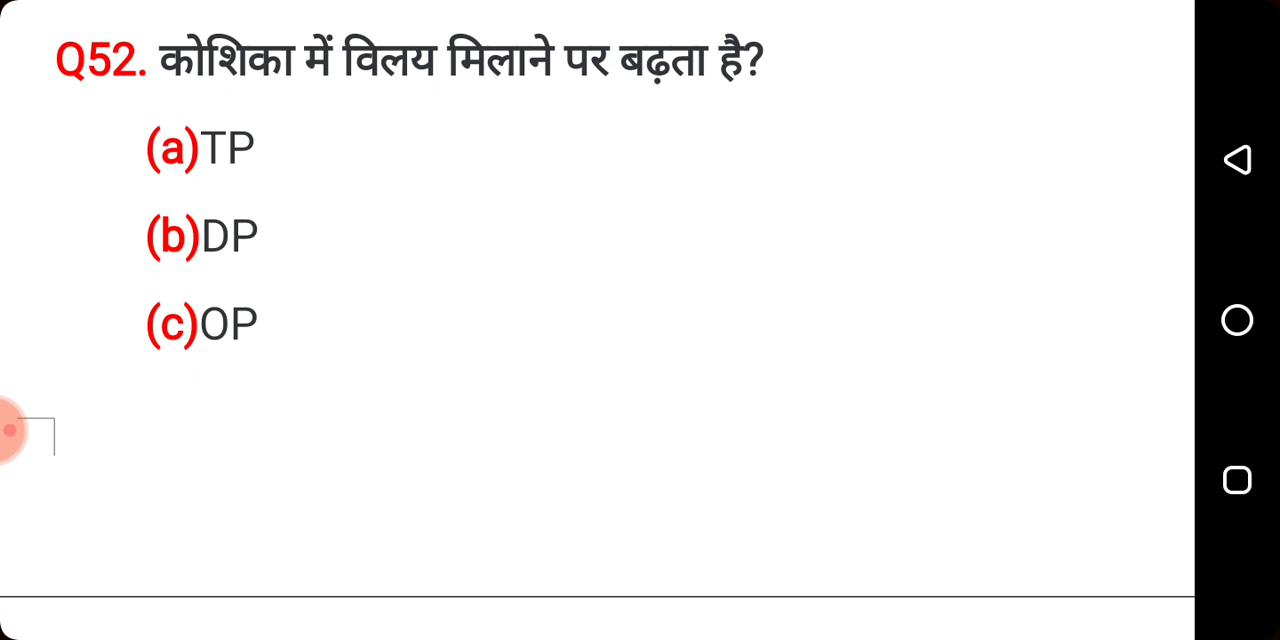 Q52. कोशिका में विलय मिलाने पर बढ़ता है?
(a)TP
(b)DP
(c)OP